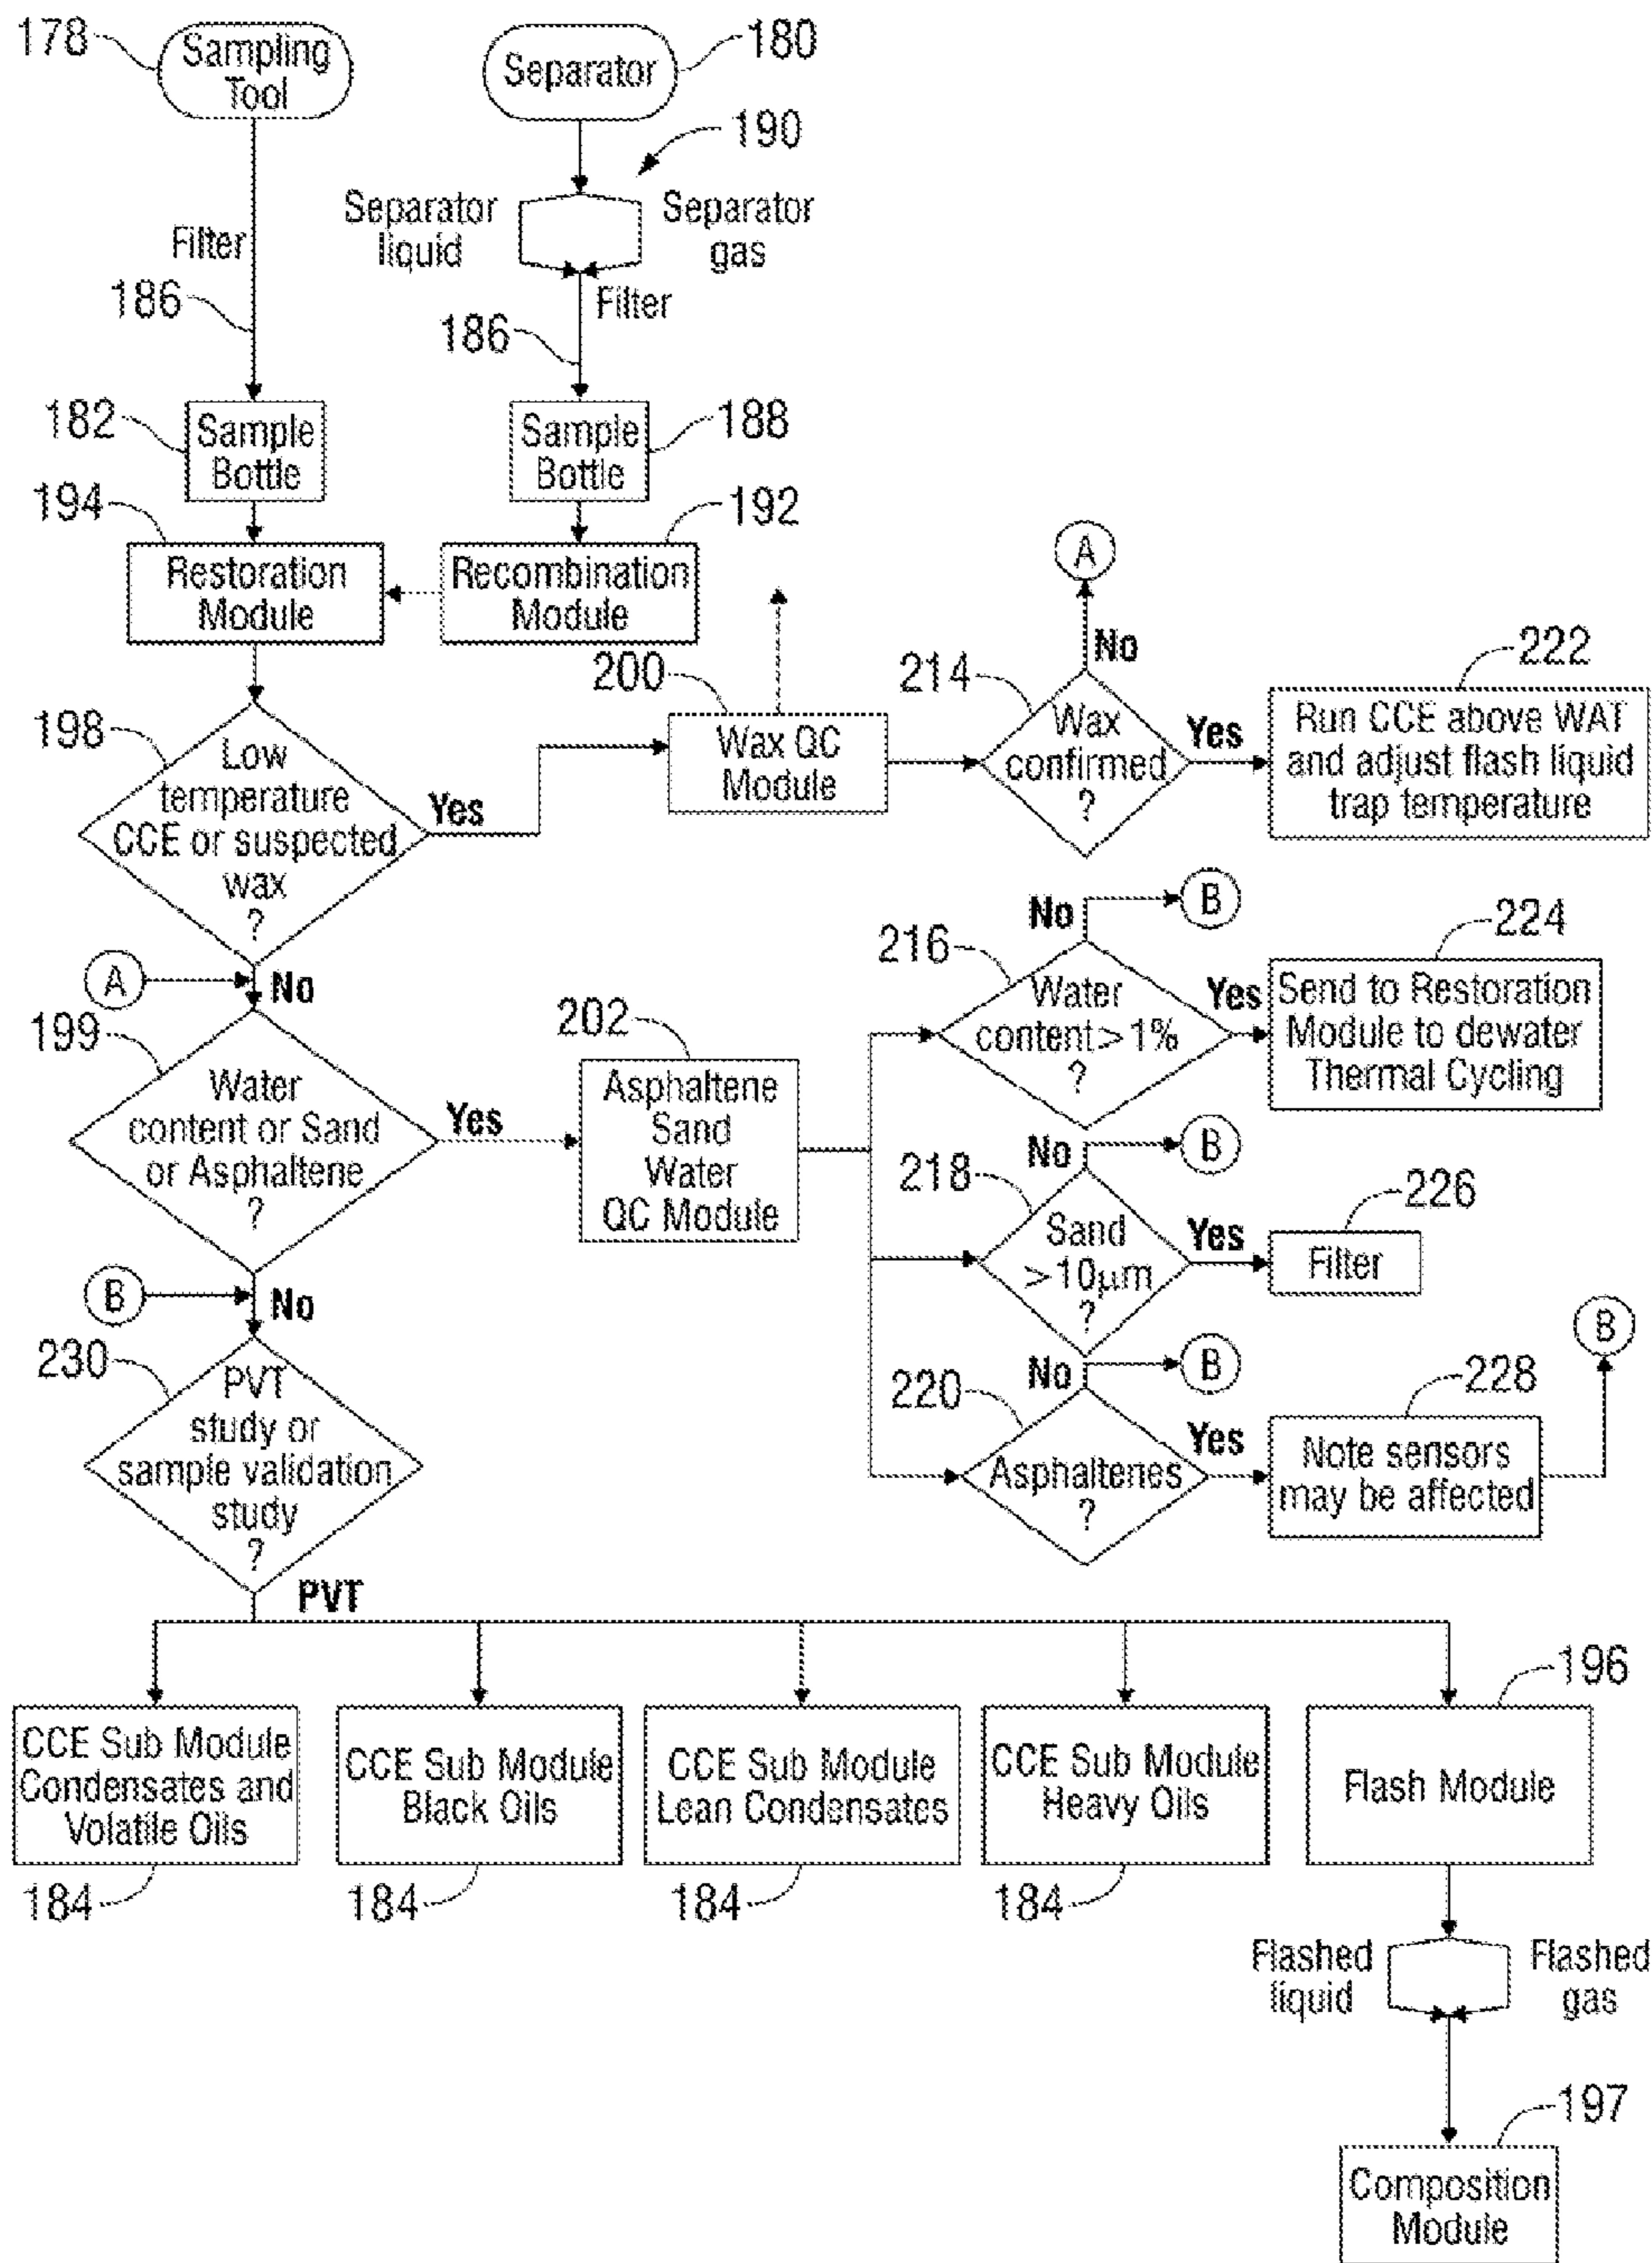 178
Sampling
Tool
Separator
180
190
Separator
liquid
Separator
gas
Filter
186
Filter
186
182
Sample
Bottle
Sample
Bottle
188
194
192
Restoration
Module
Recombination
Module
A
No
200
214
222
198
Low
temperature
CCE or suspected
wax
?
Yes
Wax QC
Module
Wax
confirmed
?
Yes
Run CCE above WAT
and adjust flash liquid
trap temperature
No
B
216
224
A
No
Water
content > 1%
?
Yes
Send to Restoration
Module to dewater
Thermal Cycling
199
202
Water
content or Sand
or Asphaltene
?
Yes
Asphaltene
Sand
Water
QC Module
No
B
218
226
Sand
>10µm
?
Yes
Filter
B
No
B
No
B
230
220
228
PVT
study or
sample validation
study
?
Asphaltenes
?
Yes
Note sensors
may be affected
PVT
196
CCE Sub Module
Condensates and
Volatile Oils
CCE Sub Module
Black Oils
CCE Sub Module
Lean Condensates
CCE Sub Module
Heavy Oils
Flash Module
184
184
184
184
Flashed
liquid
Flashed
gas
197
Composition
Module